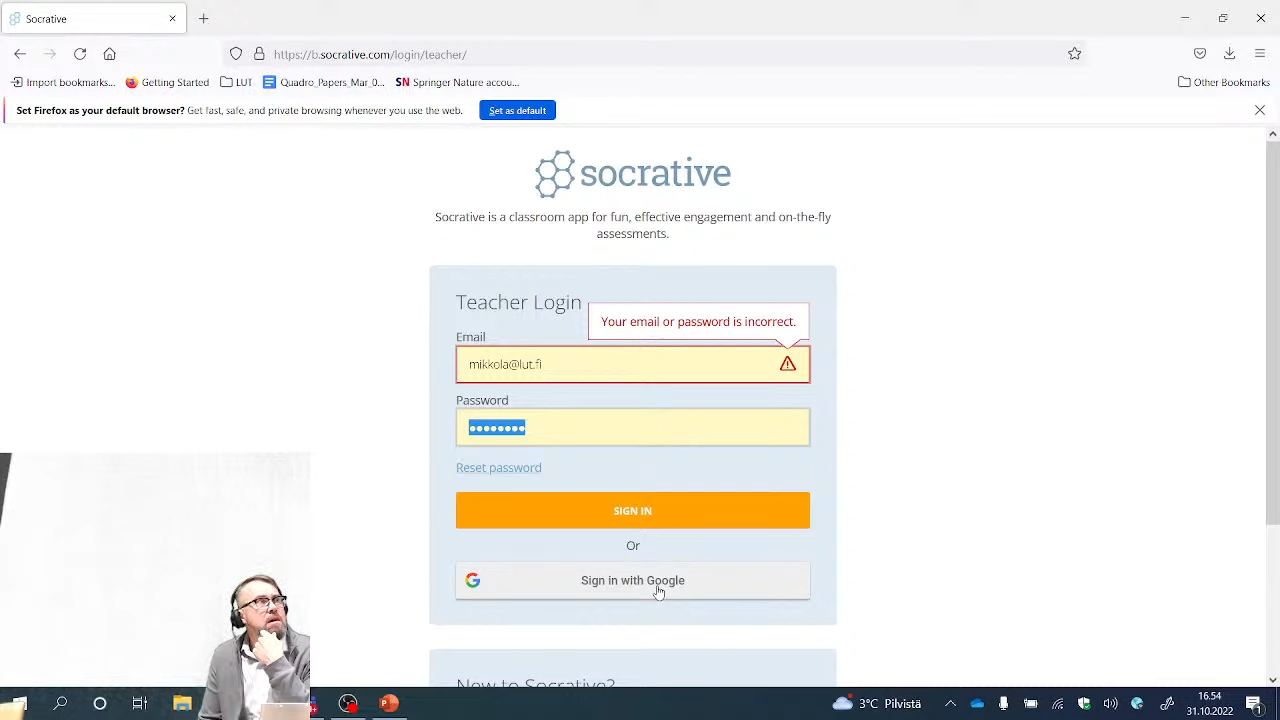 Socrative
https://b.socrative.com/login/teacher/
Import bookmarks... Getting Started LUT Quadro_Papers_Mar_0... SN Springer Nature accou... Other Bookmarks
Set Firefox as your default browser? Get fast, safe, and private browsing whenever you use the web. Set as default
socrative
Socrative is a classroom app for fun, effective engagement and on-the-fly
assessments.
Teacher Login
Your email or password is incorrect.
Email
mikkola@lut.fi
Password
Reset password
SIGN IN
Or
Sign in with Google
New to Socrative?
3°C Pilvistä
16.54
31.10.2022